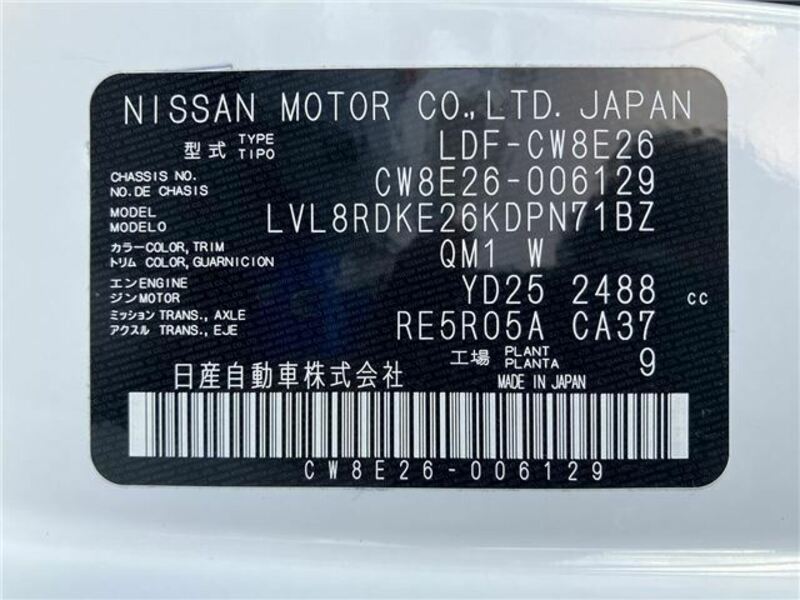 NISSAN MOTOR CO., LTD. JAPAN
型式 TYPE TIPO LDF-CW8E26
CHASSIS NO. NO. DE CHASIS CW8E26-006129
MODEL MODELO LVL8RDKE26KDPN71BZ
カラー COLOR, TRIM トリム COLOR, GUARNICION QM1 W
エンジン ENGINE MOTOR YD25 2488 cc
ミッション TRANS., AXLE アクスル TRANS., EJE RE5R05A CA37
工場 PLANT PLANTA 9
日産自動車株式会社 MADE IN JAPAN
CW8E26-006129